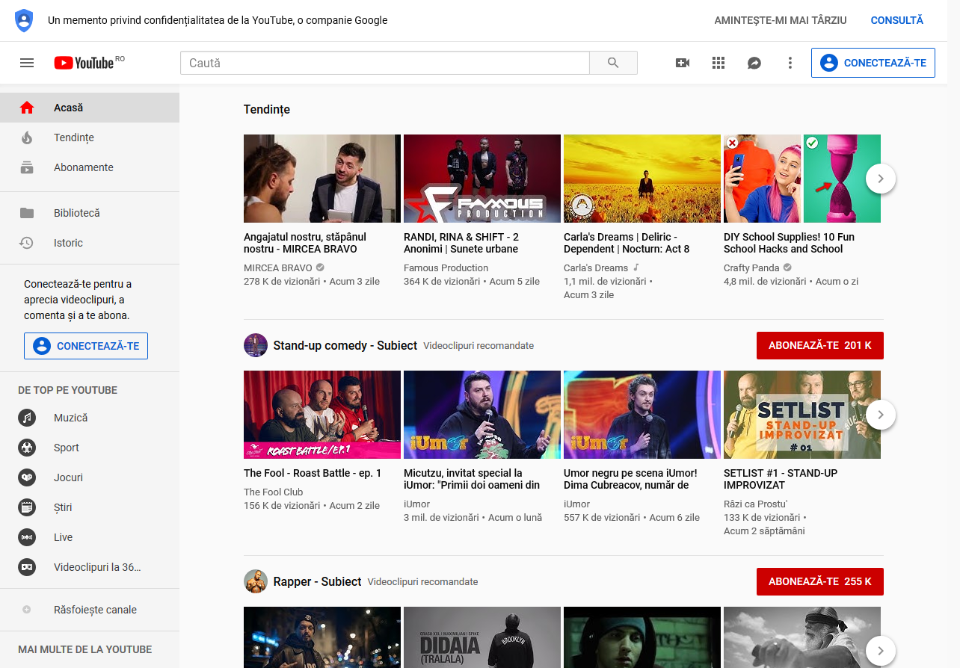 Un memento privind confidențialitatea de la YouTube, o companie Google
AMINTEȘTE-MI MAI TÂRZIU
CONSULTĂ
YouTube RO
Caută
CONECTEAZĂ-TE
Acasă
Tendințe
Abonamente
Bibliotecă
Istoric
Conectează-te pentru a
aprecia videoclipuri, a
comenta și a te abona.
CONECTEAZĂ-TE
DE TOP PE YOUTUBE
Muzică
Sport
Jocuri
Știri
Live
Videoclipuri la 36...
Răsfoiește canale
MAI MULTE DE LA YOUTUBE
Tendințe
FAMOUS
PRODUCTION
Angajatul nostru, stăpânul
nostru - MIRCEA BRAVO
MIRCEA BRAVO
278 K de vizionări • Acum 3 zile
RANDI, RINA & SHIFT - 2
Anonimi | Sunete urbane
Famous Production
364 K de vizionări • Acum 5 zile
Carla's Dreams | Deliric -
Dependent | Nocturn: Act 8
Carla's Dreams
1,1 mil. de vizionări •
Acum 3 zile
DIY School Supplies! 10 Fun
School Hacks and School
Crafty Panda
4,8 mil. de vizionări • Acum o zi
Stand-up comedy - Subiect Videoclipuri recomandate
ABONEAZĂ-TE 201 K
ROAST BATTLE/EP.1
iUmor
iUmor
SETLIST
STAND-UP
IMPROVIZAT
# 01
The Fool - Roast Battle - ep. 1
The Fool Club
156 K de vizionări • Acum 2 zile
Micutzu, invitat special la
iUmor: "Primii doi oameni din
iUmor
3 mil. de vizionări • Acum o lună
Umor negru pe scena iUmor!
Dima Cubreacov, număr de
iUmor
557 K de vizionări • Acum 6 zile
SETLIST #1 - STAND-UP
IMPROVIZAT
Râzi ca Prostu'
133 K de vizionări •
Acum 2 săptămâni
Rapper - Subiect Videoclipuri recomandate
ABONEAZĂ-TE 255 K
DIDAIA
(TRALALA)
BROOKLYN